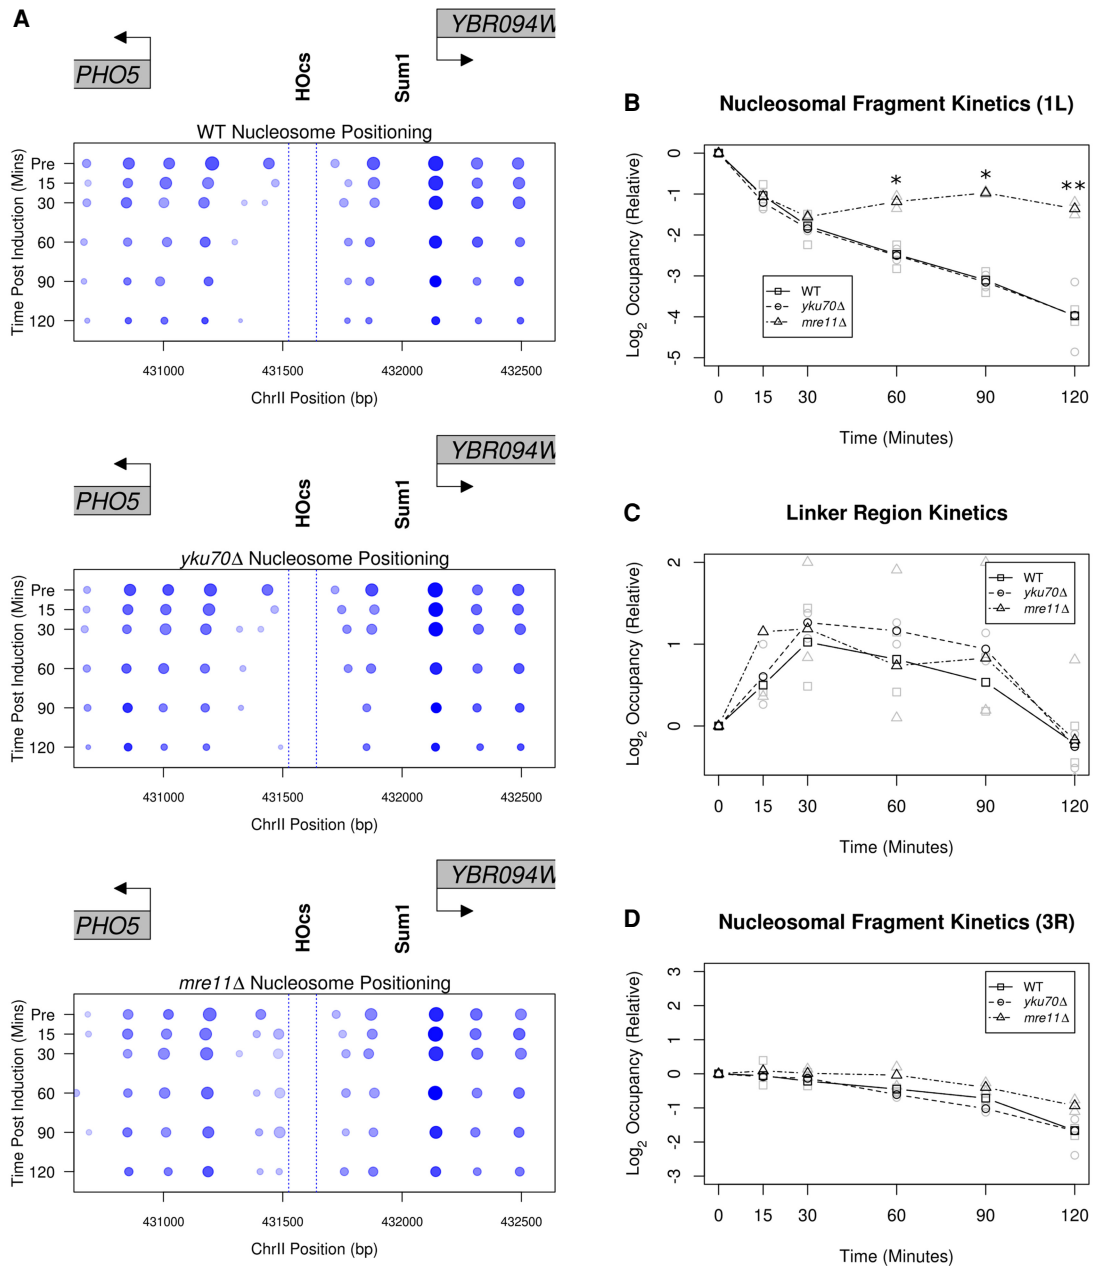 A
YBR094W
PHO5
HOcs
Sum1
WT Nucleosome Positioning
Time Post Induction (Mins)
Pre
15
30
60
90
120
431000 431500 432000 432500
ChrII Position (bp)
YBR094W
PHO5
HOcs
Sum1
yku70Δ Nucleosome Positioning
Time Post Induction (Mins)
Pre
15
30
60
90
120
431000 431500 432000 432500
ChrII Position (bp)
YBR094W
PHO5
HOcs
Sum1
mre11Δ Nucleosome Positioning
Time Post Induction (Mins)
Pre
15
30
60
90
120
431000 431500 432000 432500
ChrII Position (bp)
B
Nucleosomal Fragment Kinetics (1L)
Log2 Occupancy (Relative)
0
-1
-2
-3
-4
-5
* * **
WT
yku70Δ
mre11Δ
0 15 30 60 90 120
Time (Minutes)
C
Linker Region Kinetics
Log2 Occupancy (Relative)
2
1
0
WT
yku70Δ
mre11Δ
0 15 30 60 90 120
Time (Minutes)
D
Nucleosomal Fragment Kinetics (3R)
Log2 Occupancy (Relative)
3
2
1
0
-1
-2
-3
WT
yku70Δ
mre11Δ
0 15 30 60 90 120
Time (Minutes)